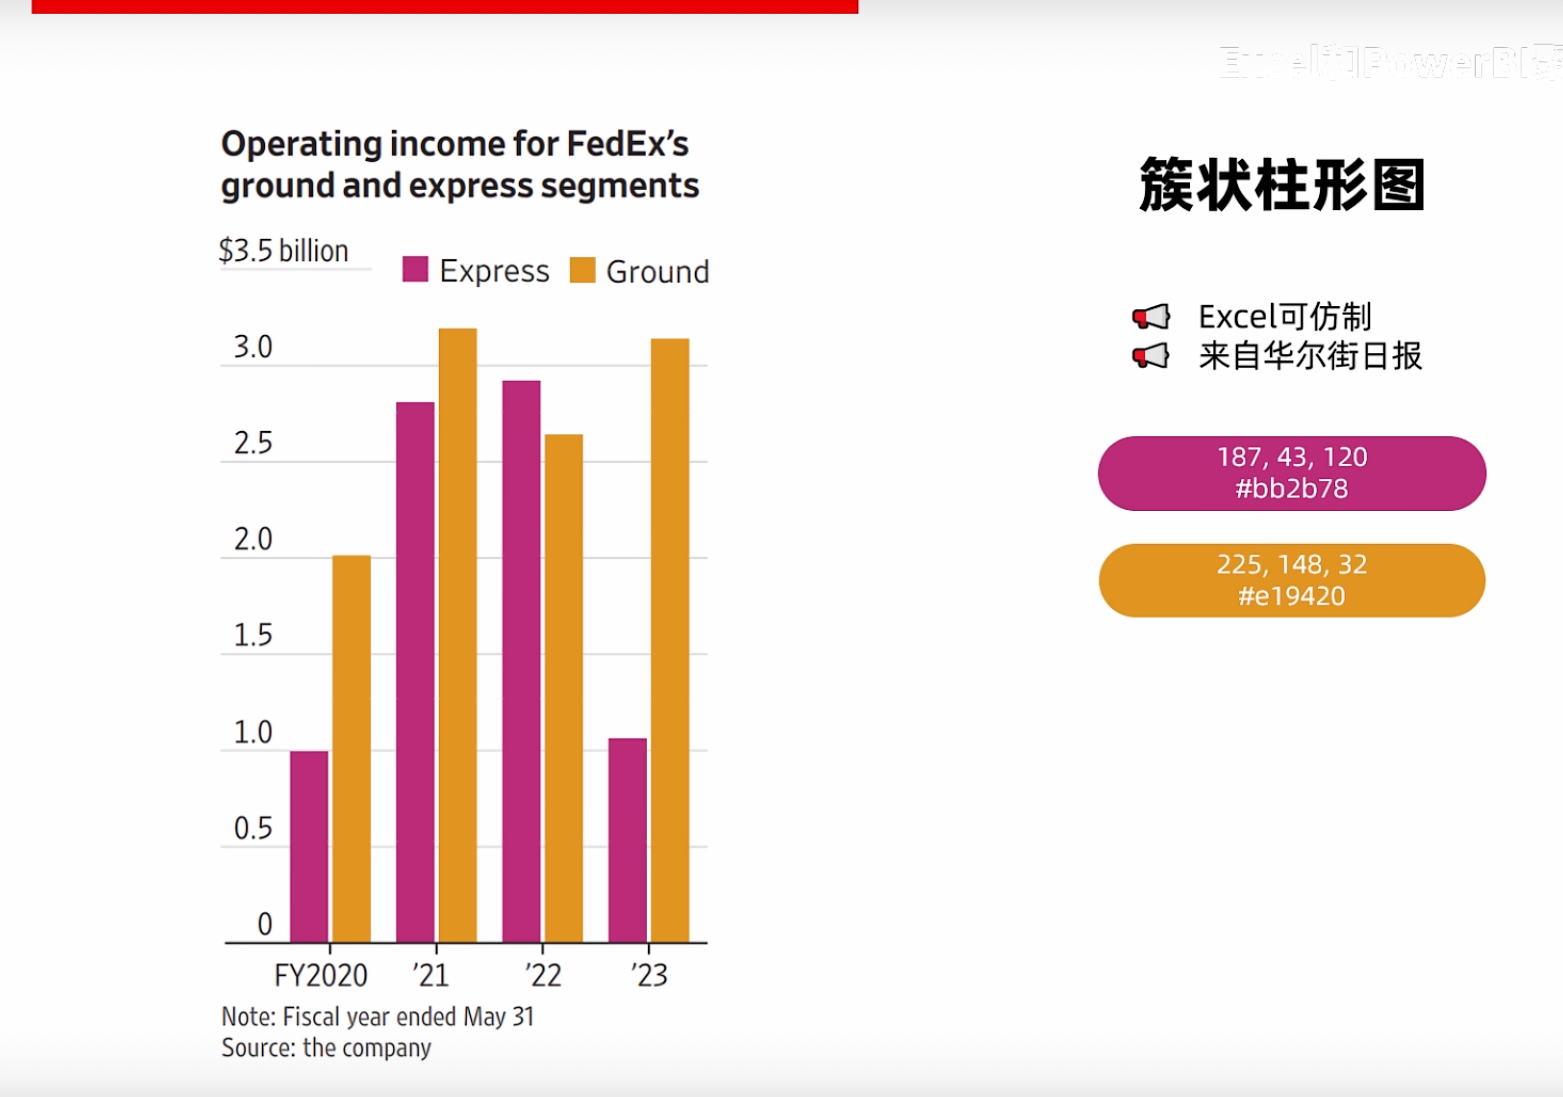 Excel和PowerBI
Operating income for FedEx’s
ground and express segments
$3.5 billion
Express
Ground
3.0
2.5
2.0
1.5
1.0
0.5
0
FY2020
’21
’22
’23
Note: Fiscal year ended May 31
Source: the company
簇状柱形图
Excel可仿制
来自华尔街日报
187, 43, 120
#bb2b78
225, 148, 32
#e19420